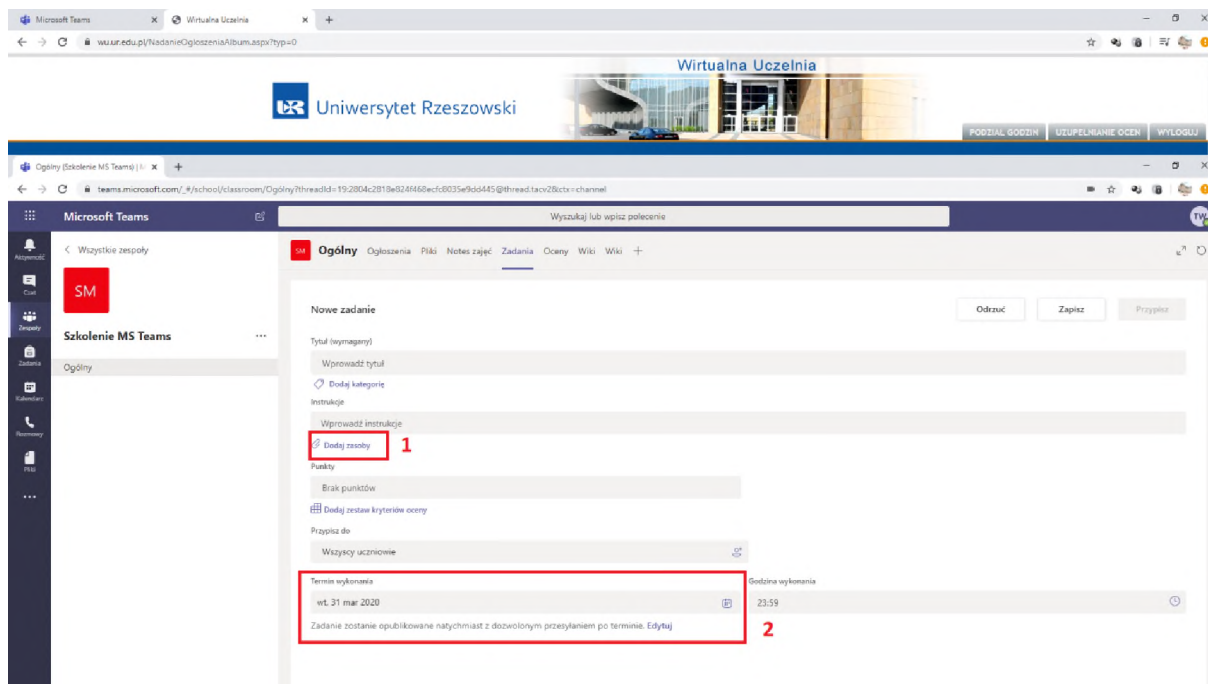 Microsoft Teams
Wirtualna Uczelnia
wu.ur.edu.pl/NadanieOgloszeniaAlbum.aspx?typ=0
Wirtualna Uczelnia
UR Uniwersytet Rzeszowski
PODZIAŁ GODZIN UZUPEŁNIANIE OCEN WYLOGUJ
Ogólny (Szkolenie MS Teams) | M
teams.microsoft.com/_#/school/classroom/Ogólny?threadId=19:2804c2818e824f468ecfc8035e9dd445@thread.tacv2&ctx=channel
Microsoft Teams
Wyszukaj lub wpisz polecenie
TW
Aktywność
Czat
Zespoły
Zadania
Kalendarz
Rozmowy
Pliki
Wszystkie zespoły
SM
Szkolenie MS Teams
Ogólny
SM Ogólny Ogłoszenia Pliki Notes zajęć Zadania Oceny Wiki Wiki
Nowe zadanie
Odrzuć Zapisz Przypisz
Tytuł (wymagany)
Wprowadź tytuł
Dodaj kategorię
Instrukcje
Wprowadź instrukcje
Dodaj zasoby 1
Punkty
Brak punktów
Dodaj zestaw kryteriów oceny
Przypisz do
Wszyscy uczniowie
Termin wykonania Godzina wykonania
wt. 31 mar 2020 23:59
Zadanie zostanie opublikowane natychmiast z dozwolonym przesyłaniem po terminie. Edytuj 2